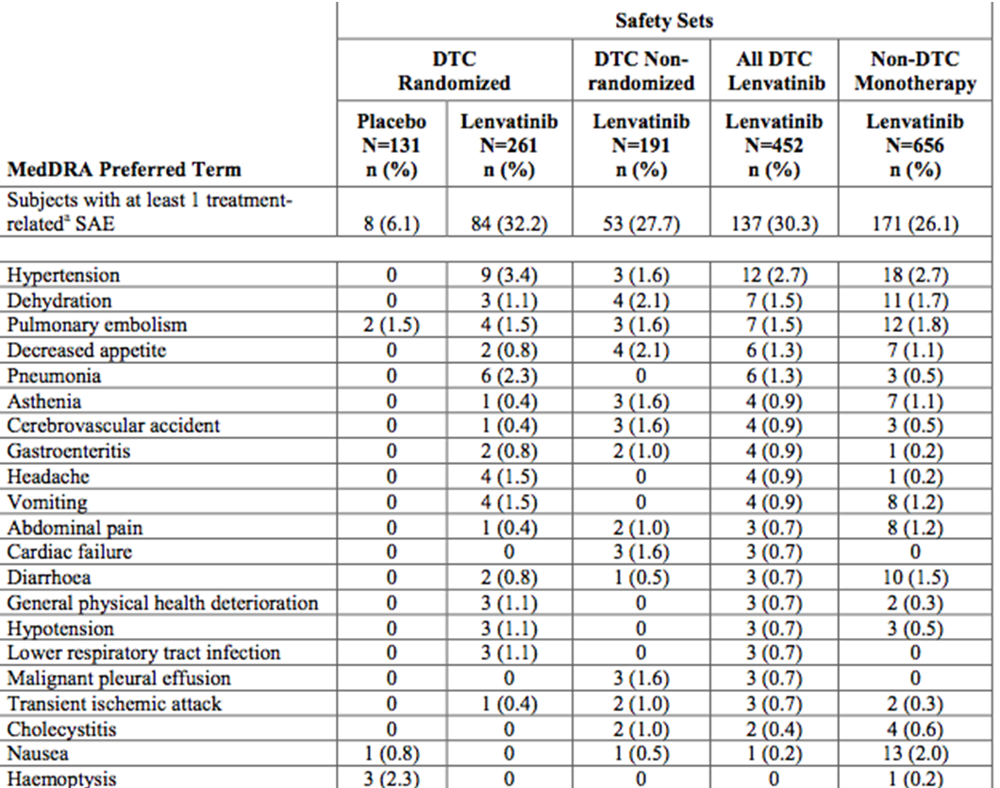 Safety Sets
DTC Randomized DTC Non-randomized All DTC Lenvatinib Non-DTC Monotherapy
MedDRA Preferred Term Placebo N=131 n (%) Lenvatinib N=261 n (%) Lenvatinib N=191 n (%) Lenvatinib N=452 n (%) Lenvatinib N=656 n (%)
Subjects with at least 1 treatment-relatedᵃ SAE 8 (6.1) 84 (32.2) 53 (27.7) 137 (30.3) 171 (26.1)
Hypertension 0 9 (3.4) 3 (1.6) 12 (2.7) 18 (2.7)
Dehydration 0 3 (1.1) 4 (2.1) 7 (1.5) 11 (1.7)
Pulmonary embolism 2 (1.5) 4 (1.5) 3 (1.6) 7 (1.5) 12 (1.8)
Decreased appetite 0 2 (0.8) 4 (2.1) 6 (1.3) 7 (1.1)
Pneumonia 0 6 (2.3) 0 6 (1.3) 3 (0.5)
Asthenia 0 1 (0.4) 3 (1.6) 4 (0.9) 7 (1.1)
Cerebrovascular accident 0 1 (0.4) 3 (1.6) 4 (0.9) 3 (0.5)
Gastroenteritis 0 2 (0.8) 2 (1.0) 4 (0.9) 1 (0.2)
Headache 0 4 (1.5) 0 4 (0.9) 1 (0.2)
Vomiting 0 4 (1.5) 0 4 (0.9) 8 (1.2)
Abdominal pain 0 1 (0.4) 2 (1.0) 3 (0.7) 8 (1.2)
Cardiac failure 0 0 3 (1.6) 3 (0.7) 0
Diarrhoea 0 2 (0.8) 1 (0.5) 3 (0.7) 10 (1.5)
General physical health deterioration 0 3 (1.1) 0 3 (0.7) 2 (0.3)
Hypotension 0 3 (1.1) 0 3 (0.7) 3 (0.5)
Lower respiratory tract infection 0 3 (1.1) 0 3 (0.7) 0
Malignant pleural effusion 0 0 3 (1.6) 3 (0.7) 0
Transient ischemic attack 0 1 (0.4) 2 (1.0) 3 (0.7) 2 (0.3)
Cholecystitis 0 0 2 (1.0) 2 (0.4) 4 (0.6)
Nausea 1 (0.8) 0 1 (0.5) 1 (0.2) 13 (2.0)
Haemoptysis 3 (2.3) 0 0 0 1 (0.2)